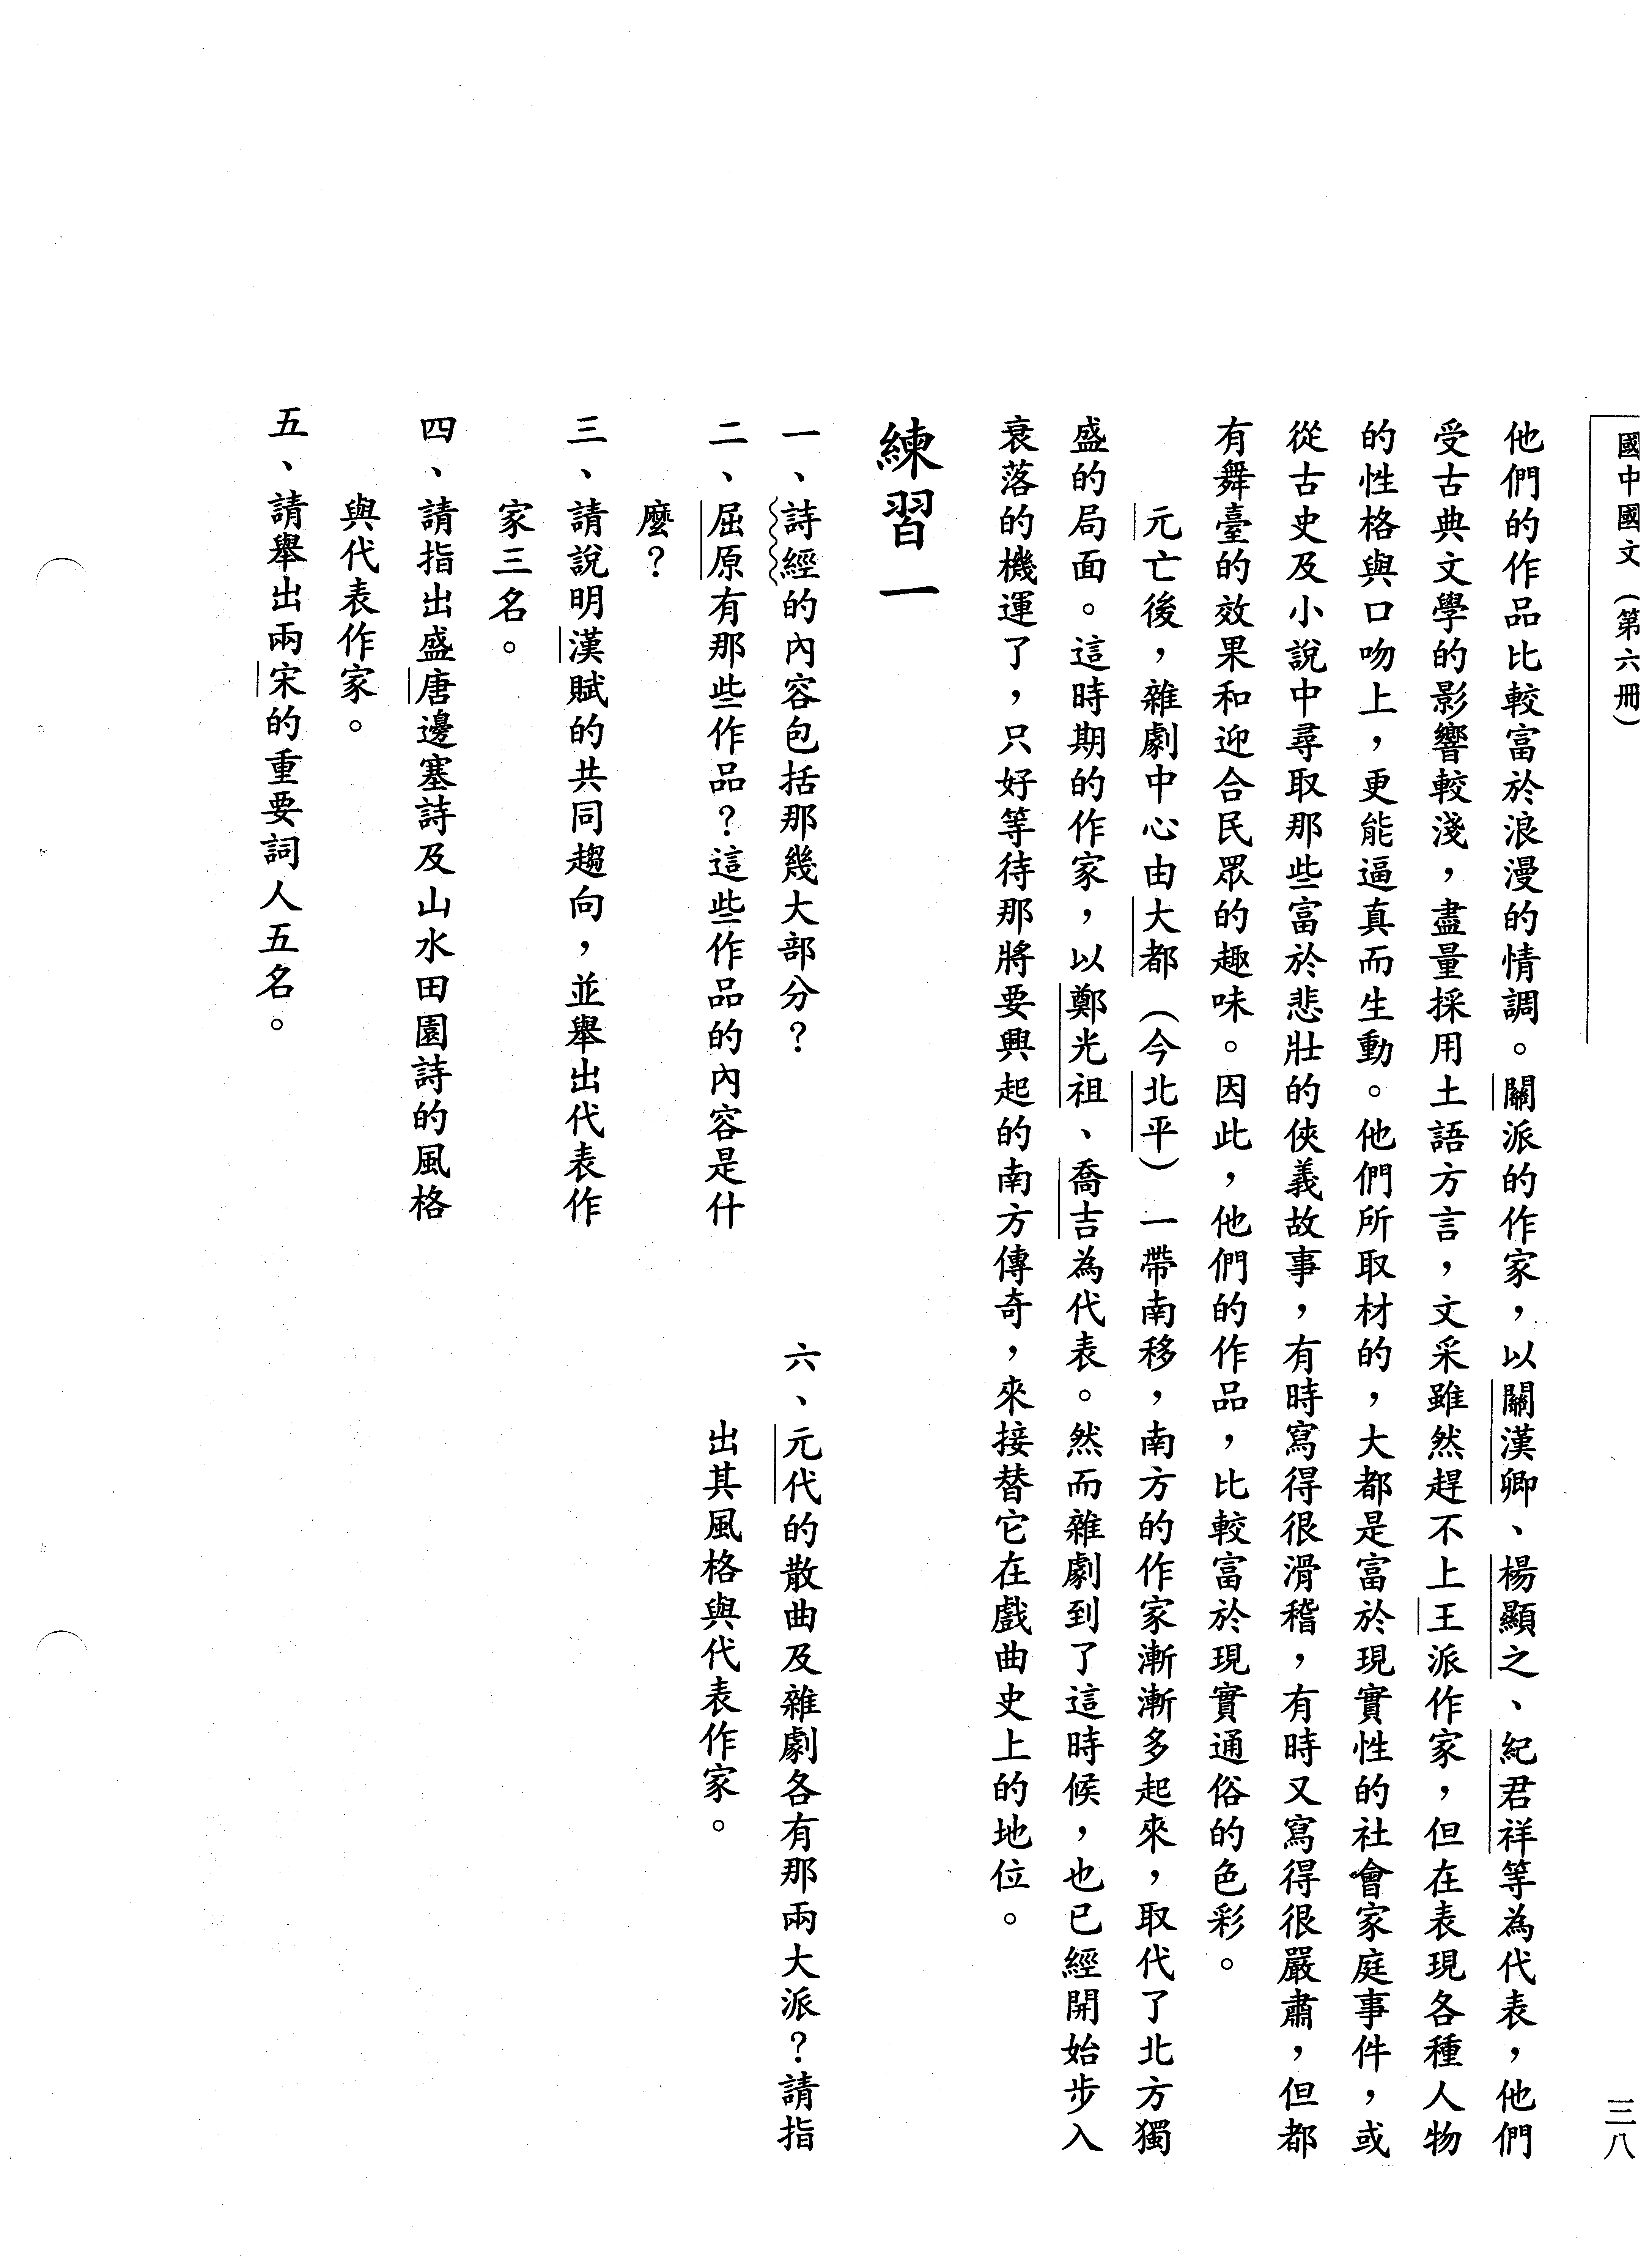 國中國文（第六冊）
三八
他們的作品比較富於浪漫的情調。關派的作家，以關漢卿、楊顯之、紀君祥等為代表，他們
受古典文學的影響較淺，盡量採用土語方言，文采雖然趕不上王派作家，但在表現各種人物
的性格與口吻上，更能逼真而生動。他們所取材的，大都是富於現實性的社會家庭事件，或
從古史及小說中尋取那些富於悲壯的俠義故事，有時寫得很滑稽，有時又寫得很嚴肅，但都
有舞臺的效果和迎合民眾的趣味。因此，他們的作品，比較富於現實通俗的色彩。
元亡後，雜劇中心由大都（今北平）一帶南移，南方的作家漸漸多起來，取代了北方獨
盛的局面。這時期的作家，以鄭光祖、喬吉為代表。然而雜劇到了這時候，也已經開始步入
衰落的機運了，只好等待那將要興起的南方傳奇，來接替它在戲曲史上的地位。
練習一
一、詩經的內容包括那幾大部分？
二、屈原有那些作品？這些作品的內容是什
麼？
三、請說明漢賦的共同趨向，並舉出代表作
家三名。
四、請指出盛唐邊塞詩及山水田園詩的風格
與代表作家。
五、請舉出兩宋的重要詞人五名。
六、元代的散曲及雜劇各有那兩大派？請指
出其風格與代表作家。